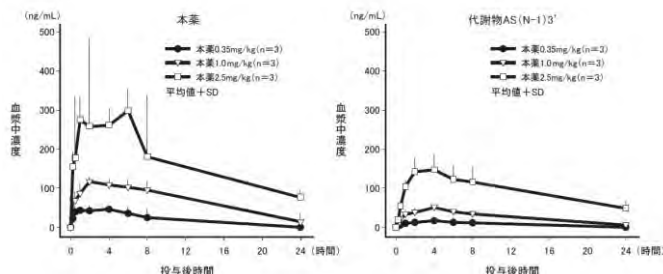 (ng/mL)
本薬
500
400
300
200
100
0
血漿中濃度
本薬0.35mg/kg(n=3)
本薬1.0mg/kg(n=3)
本薬2.5mg/kg(n=3)
平均値+SD
0 4 8 12 16 20 24 (時間)
投与後時間
(ng/mL)
代謝物AS(N-1)3'
500
400
300
200
100
0
血漿中濃度
本薬0.35mg/kg(n=3)
本薬1.0mg/kg(n=3)
本薬2.5mg/kg(n=3)
平均値+SD
0 4 8 12 16 20 24 (時間)
投与後時間